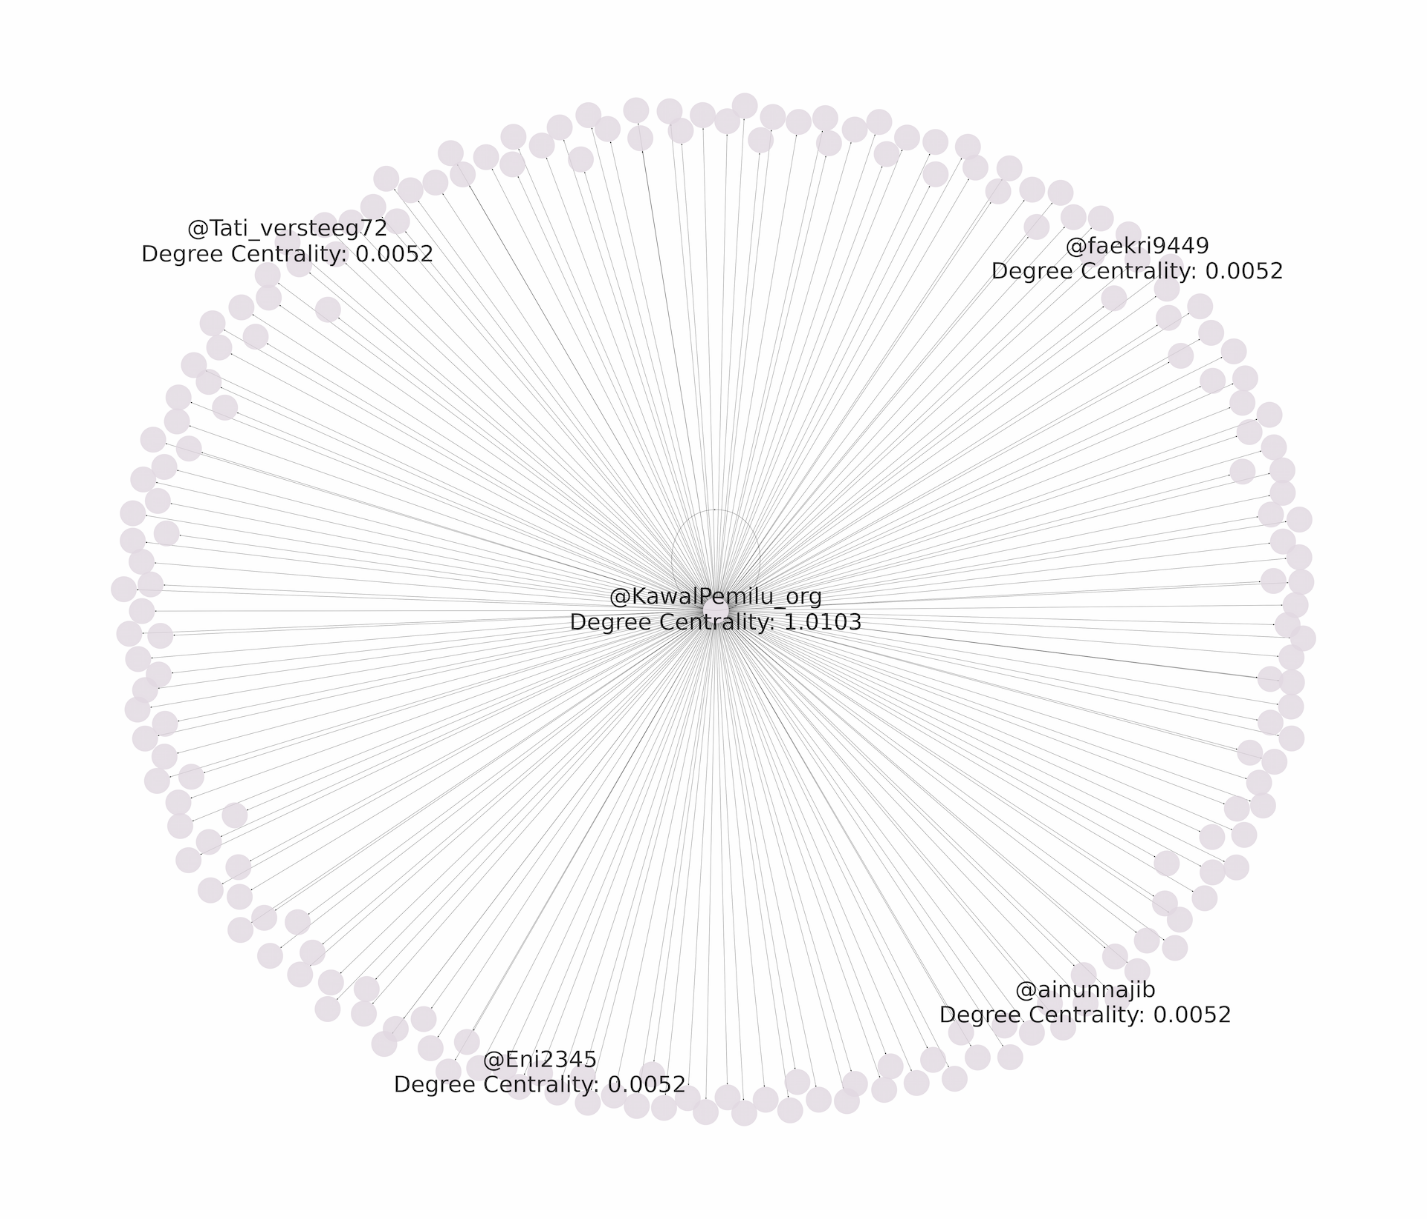 @Tati_versteeg72
Degree Centrality: 0.0052
@faekri9449
Degree Centrality: 0.0052
@KawalPemilu_org
Degree Centrality: 1.0103
@ainunnajib
Degree Centrality: 0.0052
@Eni2345
Degree Centrality: 0.0052